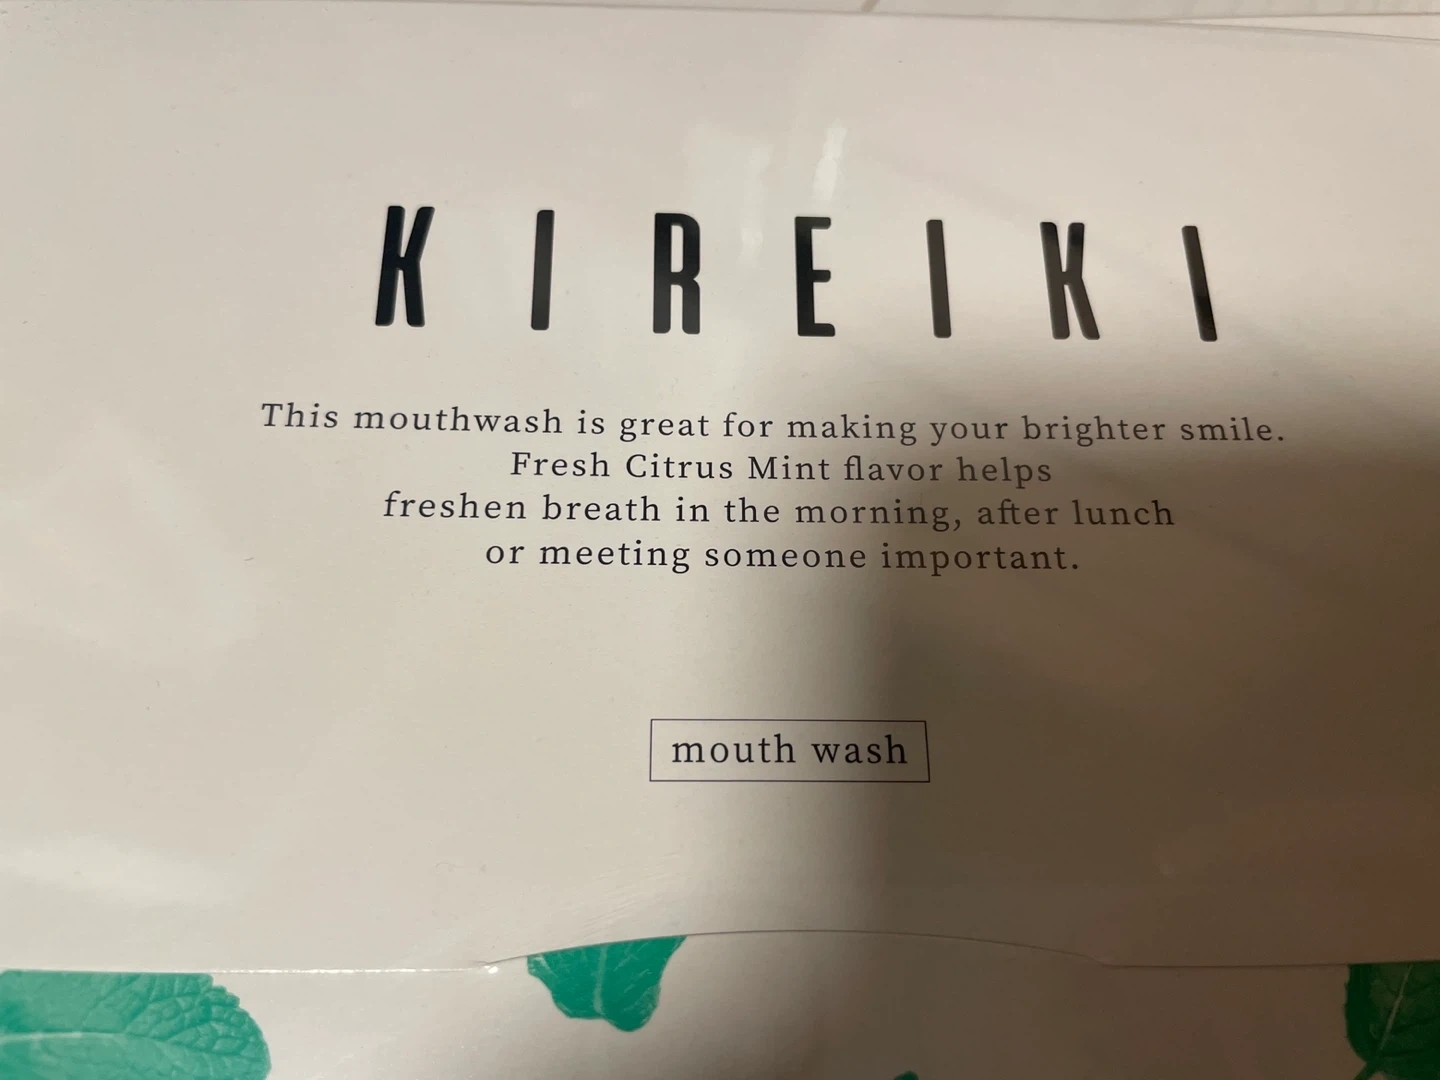 KIREIKI
This mouthwash is great for making your brighter smile.
Fresh Citrus Mint flavor helps
freshen breath in the morning, after lunch
or meeting someone important.
mouth wash